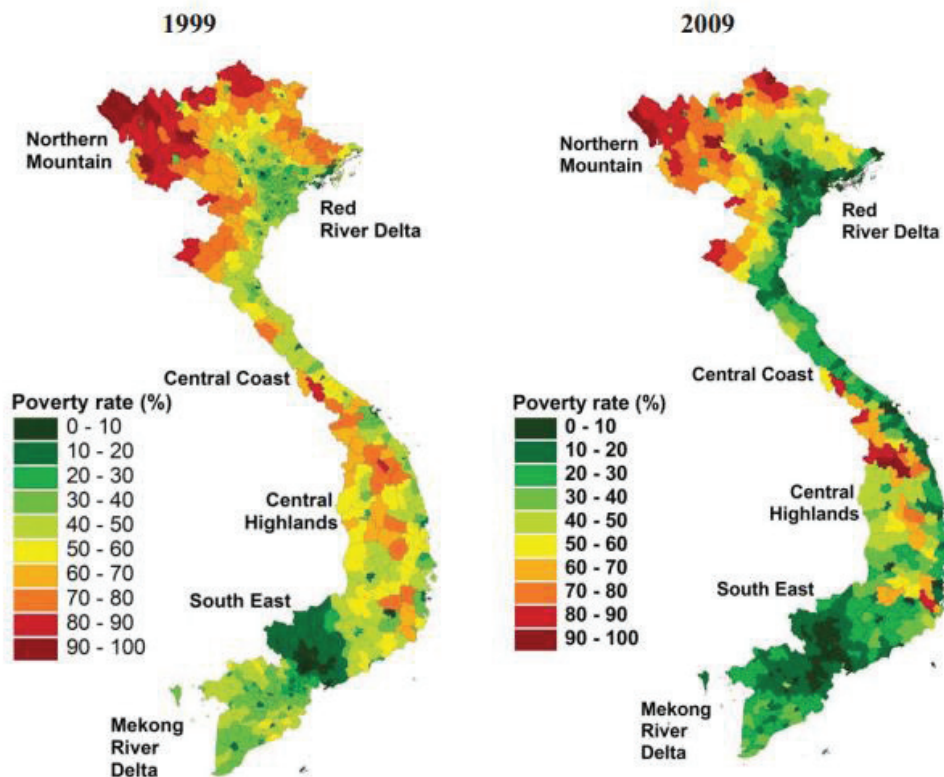 1999
Northern
Mountain
Red
River Delta
Central Coast
Poverty rate (%)
0 - 10
10 - 20
20 - 30
30 - 40
40 - 50
50 - 60
60 - 70
70 - 80
80 - 90
90 - 100
Central
Highlands
South East
Mekong
River
Delta
2009
Northern
Mountain
Red
River Delta
Central Coast
Poverty rate (%)
0 - 10
10 - 20
20 - 30
30 - 40
40 - 50
50 - 60
60 - 70
70 - 80
80 - 90
90 - 100
Central
Highlands
South East
Mekong
River
Delta